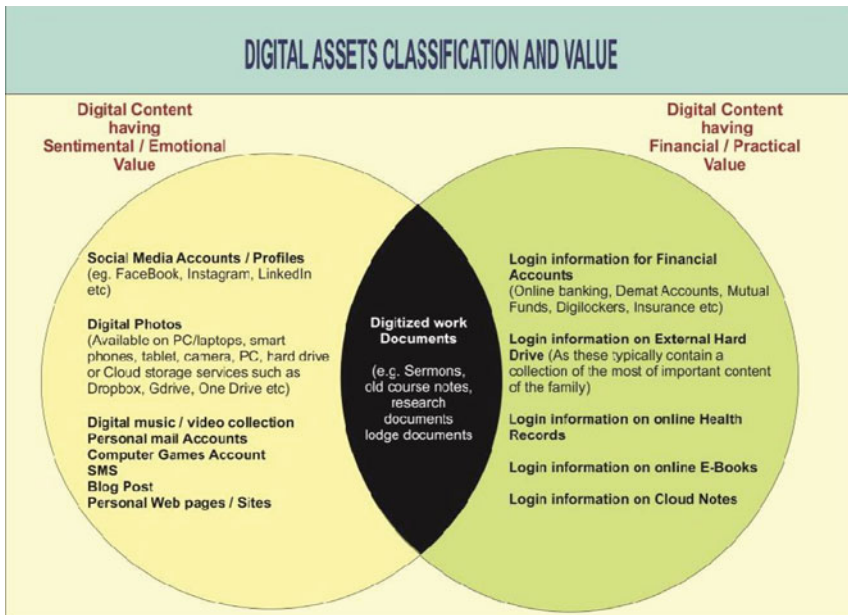 DIGITAL ASSETS CLASSIFICATION AND VALUE
Digital Content
having
Sentimental / Emotional
Value
Digital Content
having
Financial / Practical
Value
Social Media Accounts / Profiles
(eg. FaceBook, Instagram, LinkedIn
etc)
Digital Photos
(Available on PC/laptops, smart
phones, tablet, camera, PC, hard drive
or Cloud storage services such as
Dropbox, Gdrive, One Drive etc)
Digital music / video collection
Personal mail Accounts
Computer Games Account
SMS
Blog Post
Personal Web pages / Sites
Digitized work
Documents
(e.g. Sermons,
old course notes,
research
documents
lodge documents
Login information for Financial
Accounts
(Online banking, Demat Accounts, Mutual
Funds, Digilockers, Insurance etc)
Login information on External Hard
Drive (As these typically contain a
collection of the most of important content
of the family)
Login information on online Health
Records
Login information on online E-Books
Login information on Cloud Notes